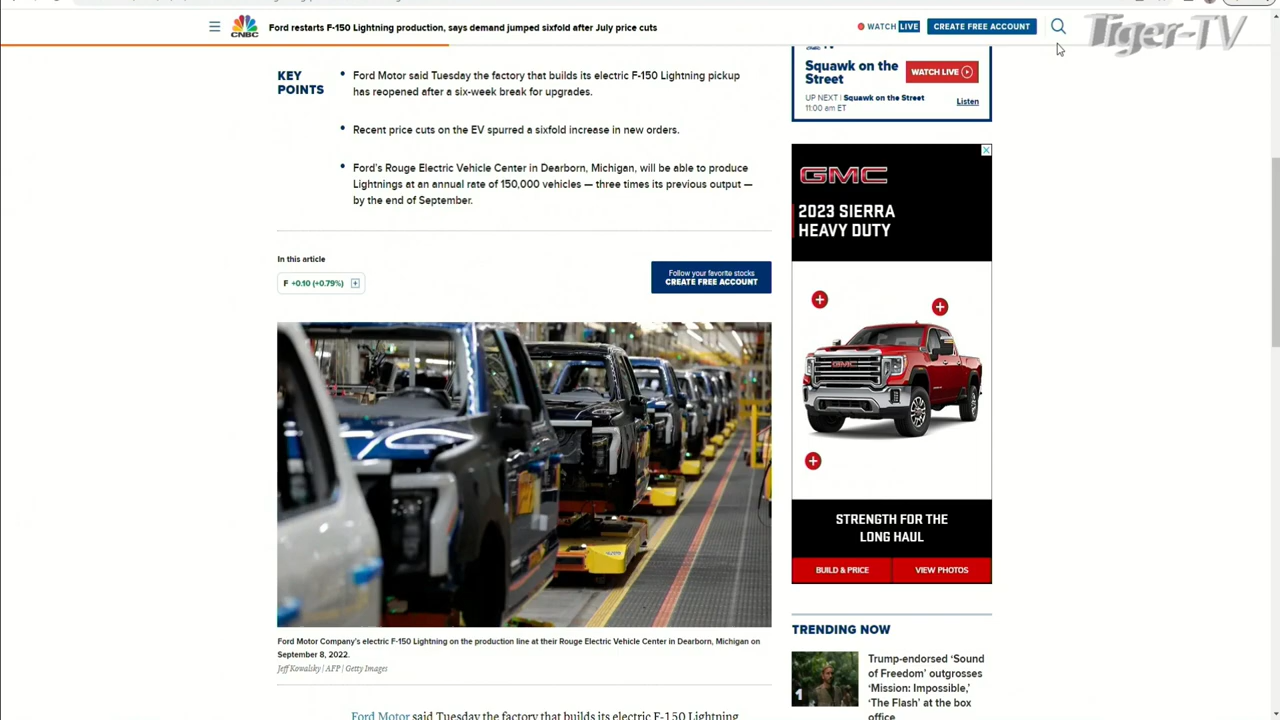 CNBC
Ford restarts F-150 Lightning production, says demand jumped sixfold after July price cuts
WATCH LIVE
CREATE FREE ACCOUNT
Tiger-TV
KEY
POINTS
Ford Motor said Tuesday the factory that builds its electric F-150 Lightning pickup
has reopened after a six-week break for upgrades.
Recent price cuts on the EV spurred a sixfold increase in new orders.
Ford's Rouge Electric Vehicle Center in Dearborn, Michigan, will be able to produce
Lightnings at an annual rate of 150,000 vehicles — three times its previous output —
by the end of September.
In this article
F +0.10 (+0.79%)
Follow your favorite stocks
CREATE FREE ACCOUNT
Ford Motor Company's electric F-150 Lightning on the production line at their Rouge Electric Vehicle Center in Dearborn, Michigan on
September 8, 2022.
Jeff Kowalsky | AFP | Getty Images
Ford Motor said Tuesday the factory that builds its electric F-150 Lightning
Squawk on the
Street
WATCH LIVE
UP NEXT | Squawk on the Street
11:00 am ET
Listen
GMC
2023 SIERRA
HEAVY DUTY
GMC
STRENGTH FOR THE
LONG HAUL
BUILD & PRICE
VIEW PHOTOS
TRENDING NOW
1
Trump-endorsed 'Sound
of Freedom' outgrosses
'Mission: Impossible,'
'The Flash' at the box
office